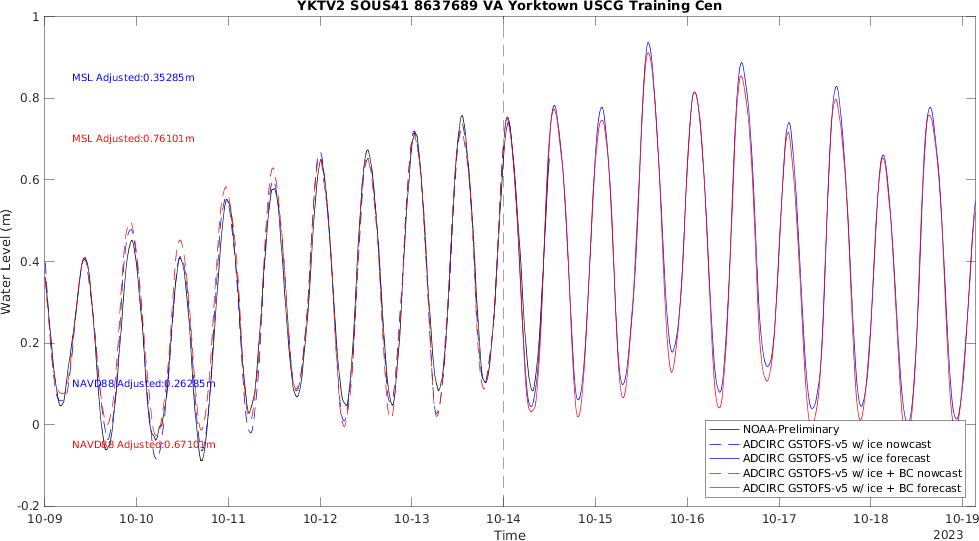 YKTV2 SOUS41 8637689 VA Yorktown USCG Training Cen
1
0.8
0.6
0.4
0.2
0
-0.2
Water Level (m)
MSL Adjusted:0.35285m
MSL Adjusted:0.76101m
NAVD88 Adjusted:0.26285m
NAVD88 Adjusted:0.67101m
NOAA-Preliminary
ADCIRC GSTOFS-v5 w/ ice nowcast
ADCIRC GSTOFS-v5 w/ ice forecast
ADCIRC GSTOFS-v5 w/ ice + BC nowcast
ADCIRC GSTOFS-v5 w/ ice + BC forecast
10-09 10-10 10-11 10-12 10-13 10-14 10-15 10-16 10-17 10-18 10-19
Time
2023